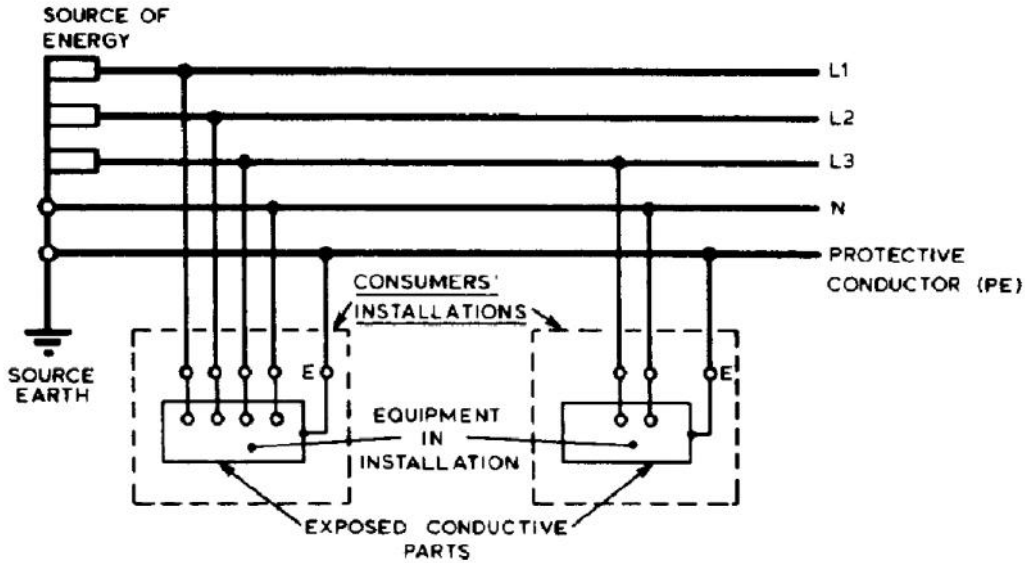 SOURCE OF
ENERGY
L1
L2
L3
N
PROTECTIVE
CONDUCTOR (PE)
CONSUMERS'
INSTALLATIONS
SOURCE
EARTH
E
E
EQUIPMENT
IN
INSTALLATION
EXPOSED CONDUCTIVE
PARTS